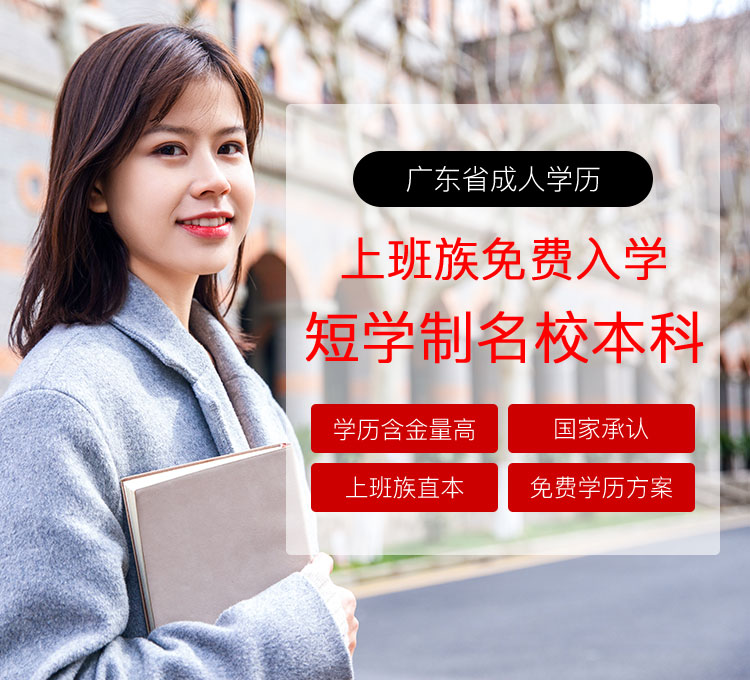 广东省成人学历
上班族免费入学
短学制名校本科
学历含金量高
国家承认
上班族直本
免费学历方案